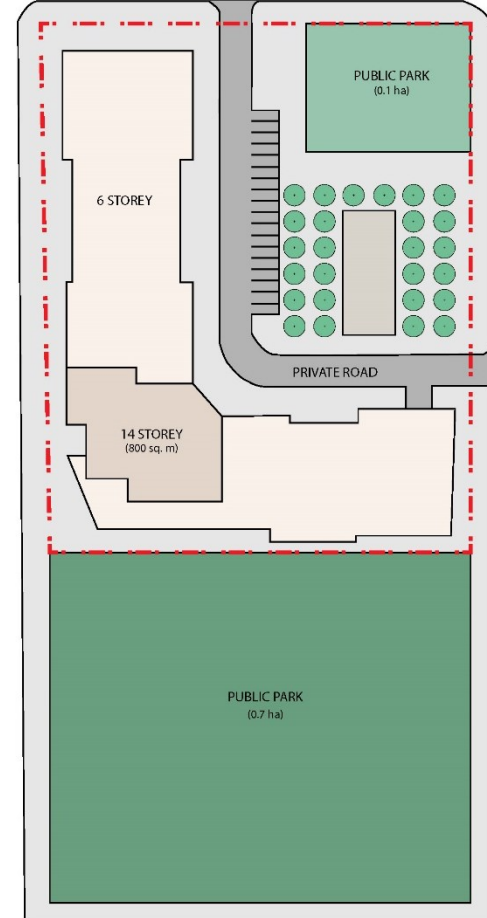 PUBLIC PARK
(0.1 ha)
6 STOREY
PRIVATE ROAD
14 STOREY
(800 sq. m)
PUBLIC PARK
(0.7 ha)